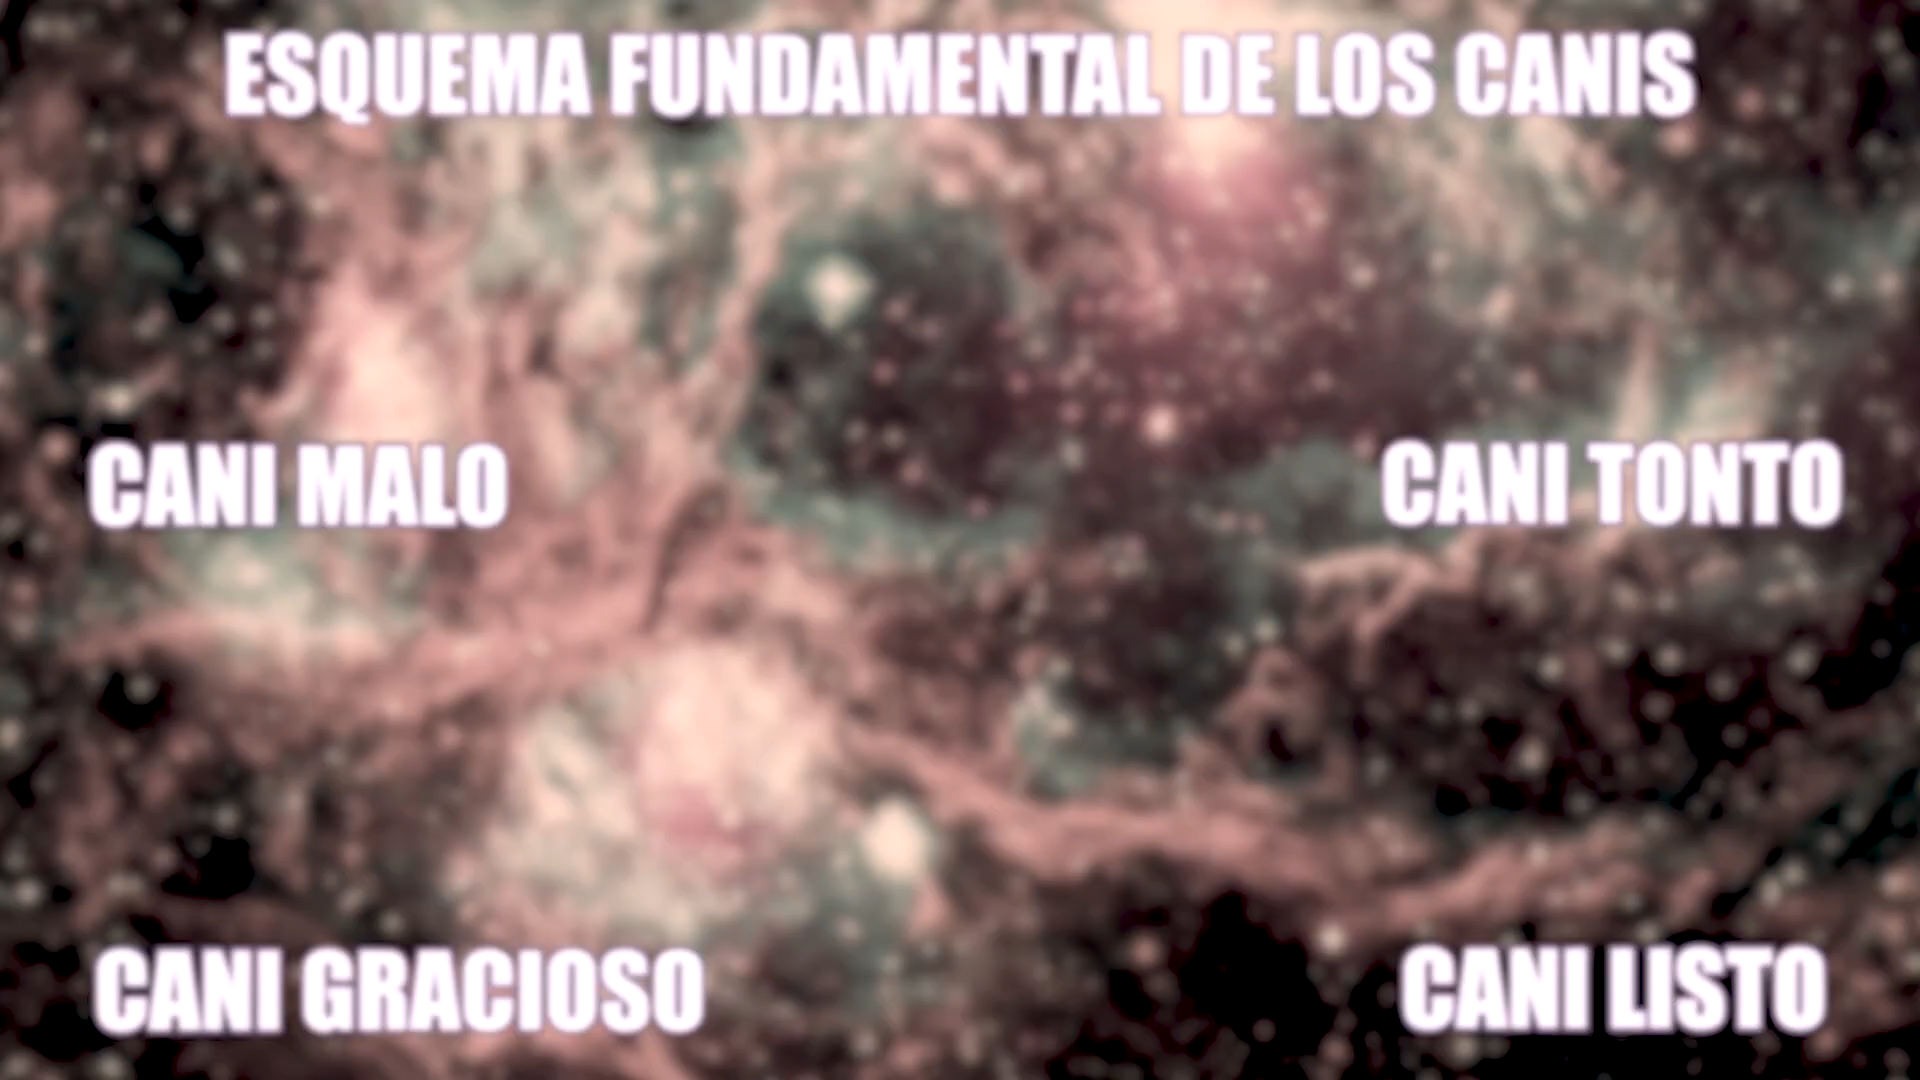 ESQUEMA FUNDAMENTAL DE LOS CANIS
CANI MALO
CANI TONTO
CANI GRACIOSO
CANI LISTO